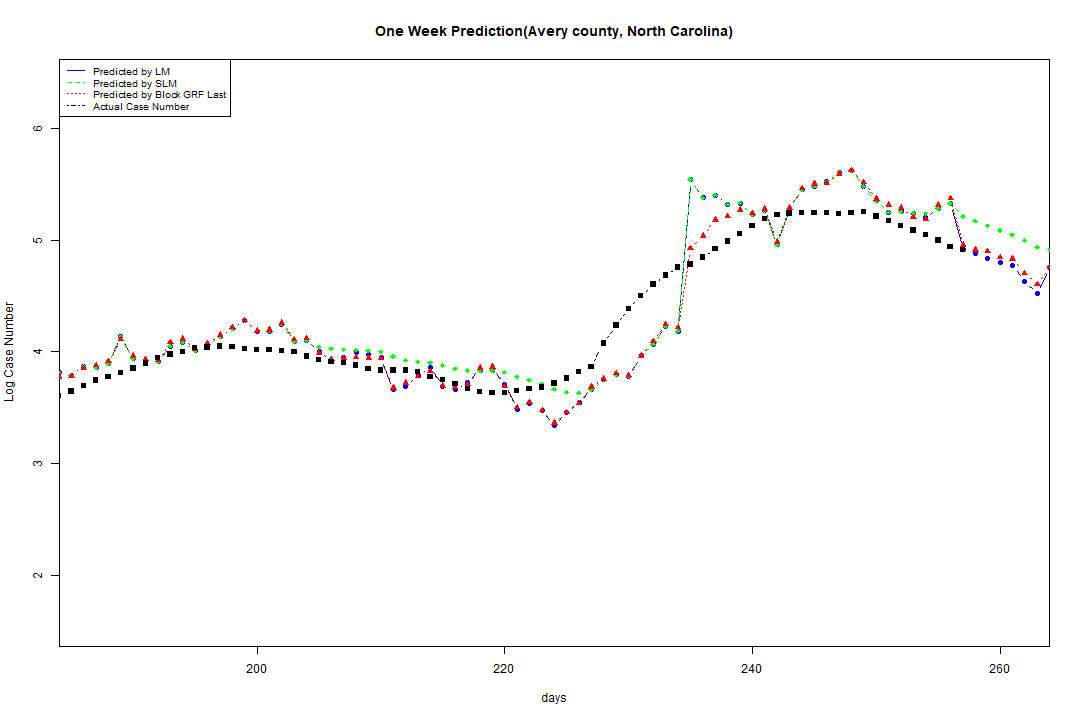 One Week Prediction(Avery county, North Carolina)
Predicted by LM
Predicted by SLM
Predicted by Block GRF Last
Actual Case Number
Log Case Number
6
5
4
3
2
200 220 240 260
days